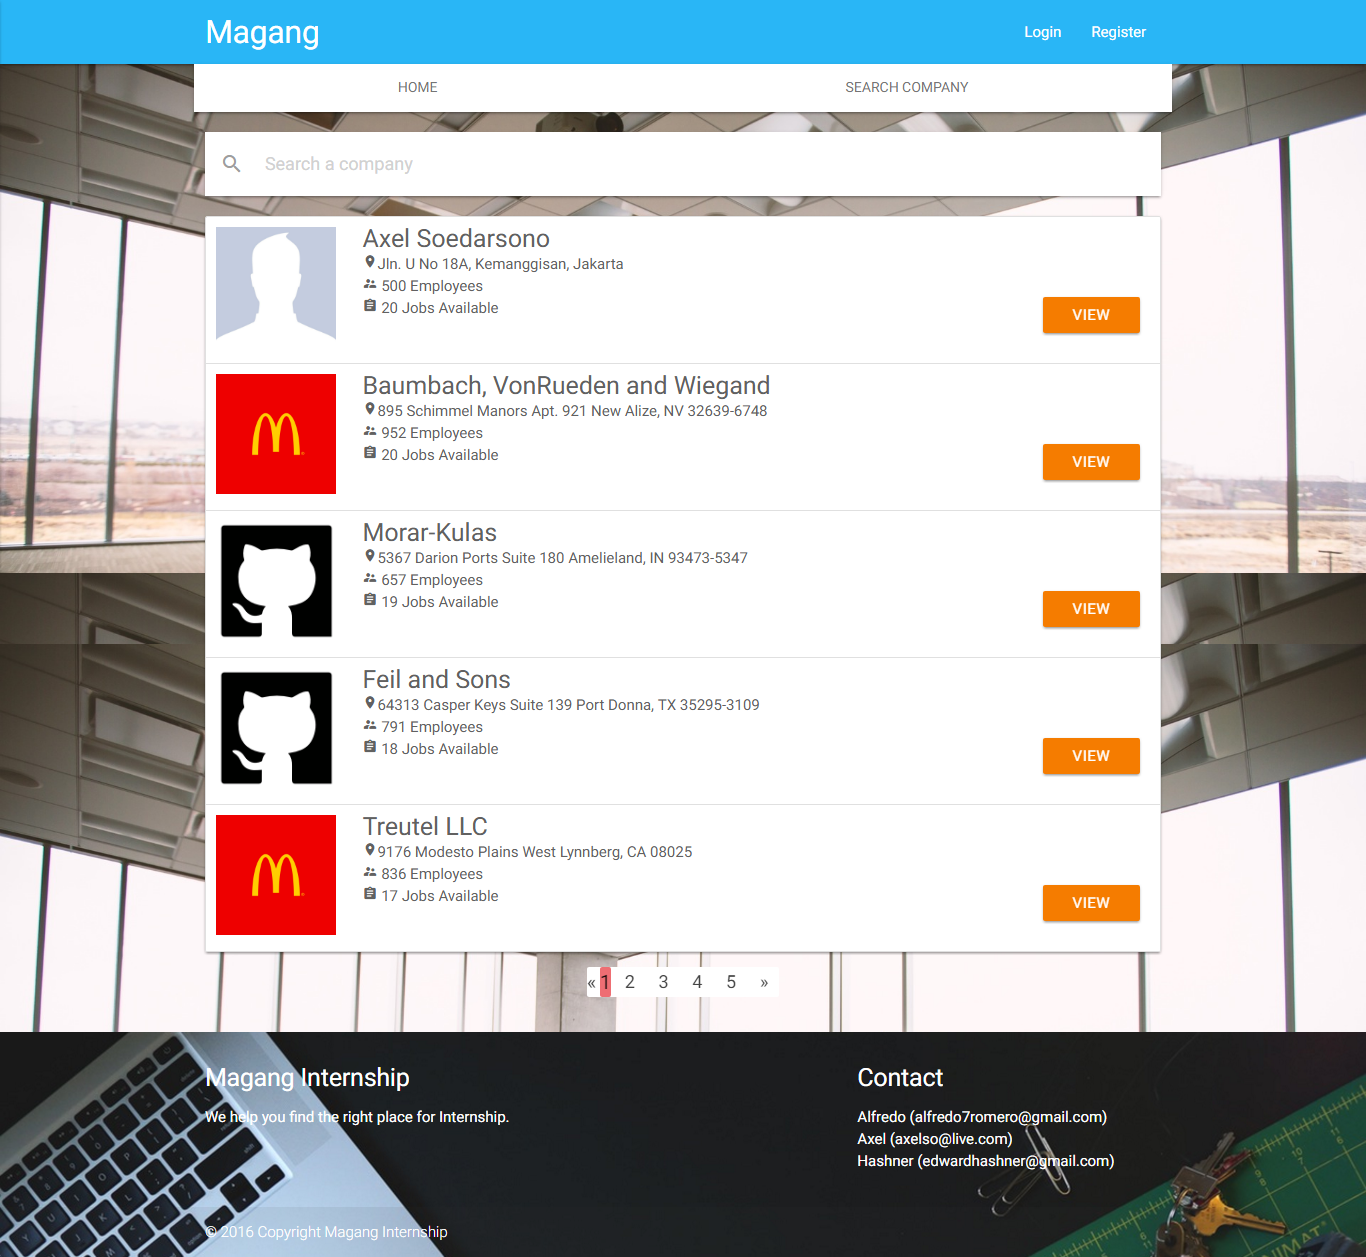 Magang
Login
Register
HOME
SEARCH COMPANY
Search a company
Axel Soedarsono
Jln. U No 18A, Kemanggisan, Jakarta
500 Employees
20 Jobs Available
VIEW
Baumbach, VonRueden and Wiegand
895 Schimmel Manors Apt. 921 New Alize, NV 32639-6748
952 Employees
20 Jobs Available
VIEW
Morar-Kulas
5367 Darion Ports Suite 180 Amelieland, IN 93473-5347
657 Employees
19 Jobs Available
VIEW
Feil and Sons
64313 Casper Keys Suite 139 Port Donna, TX 35295-3109
791 Employees
18 Jobs Available
VIEW
Treutel LLC
9176 Modesto Plains West Lynnberg, CA 08025
836 Employees
17 Jobs Available
VIEW
« 1 2 3 4 5 »
Magang Internship
We help you find the right place for Internship.
Contact
Alfredo (alfredo7romero@gmail.com)
Axel (axelso@live.com)
Hashner (edwardhashner@gmail.com)
© 2016 Copyright Magang Internship